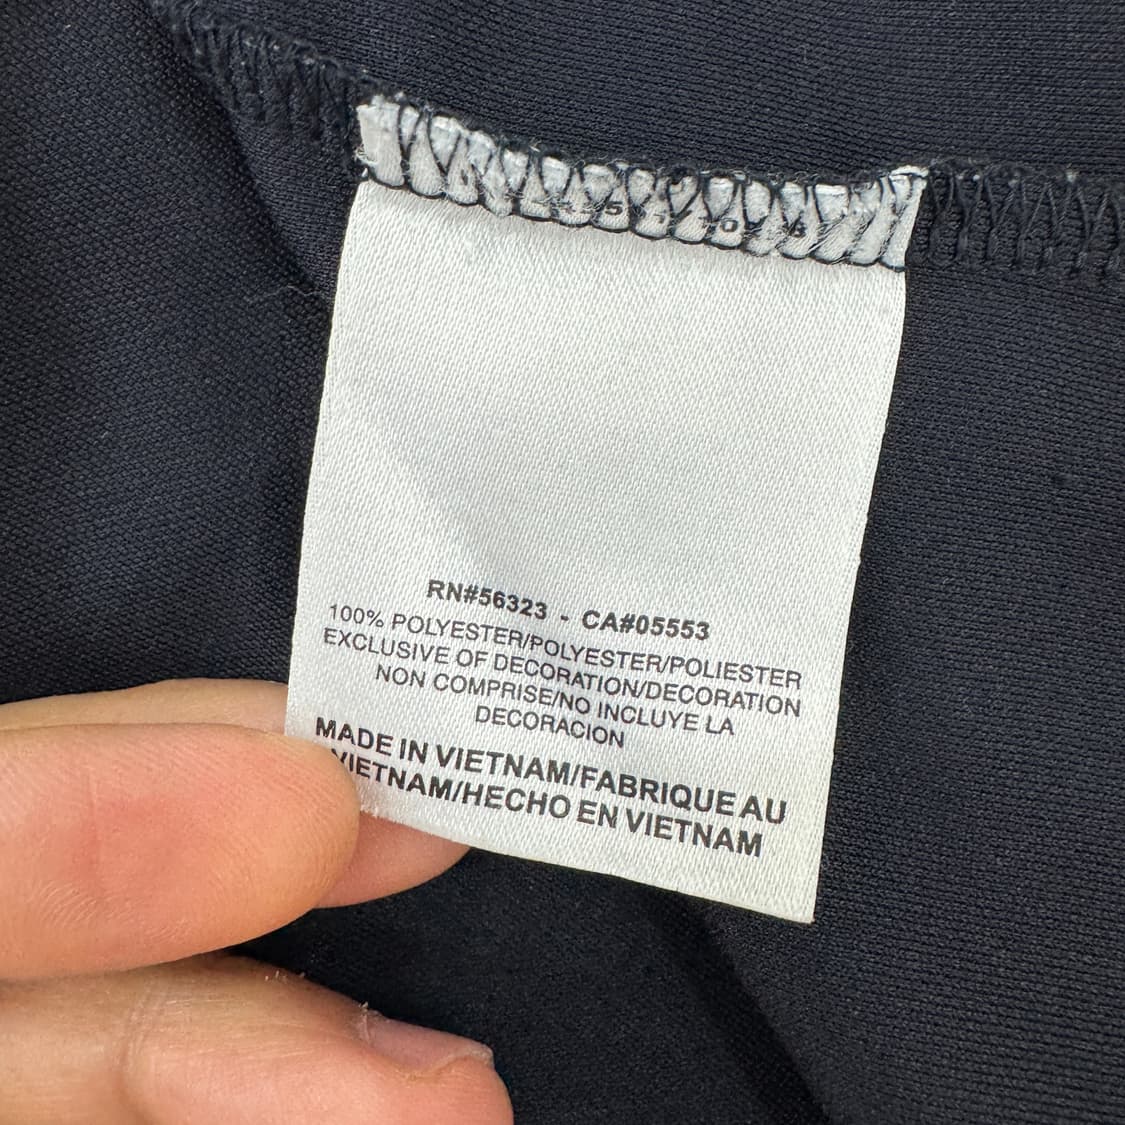 RN#56323 - CA#05553
100% POLYESTER/POLYESTER/POLIESTER
EXCLUSIVE OF DECORATION/DECORATION
NON COMPRISE/NO INCLUYE LA
DECORACION
MADE IN VIETNAM/FABRIQUE AU
VIETNAM/HECHO EN VIETNAM